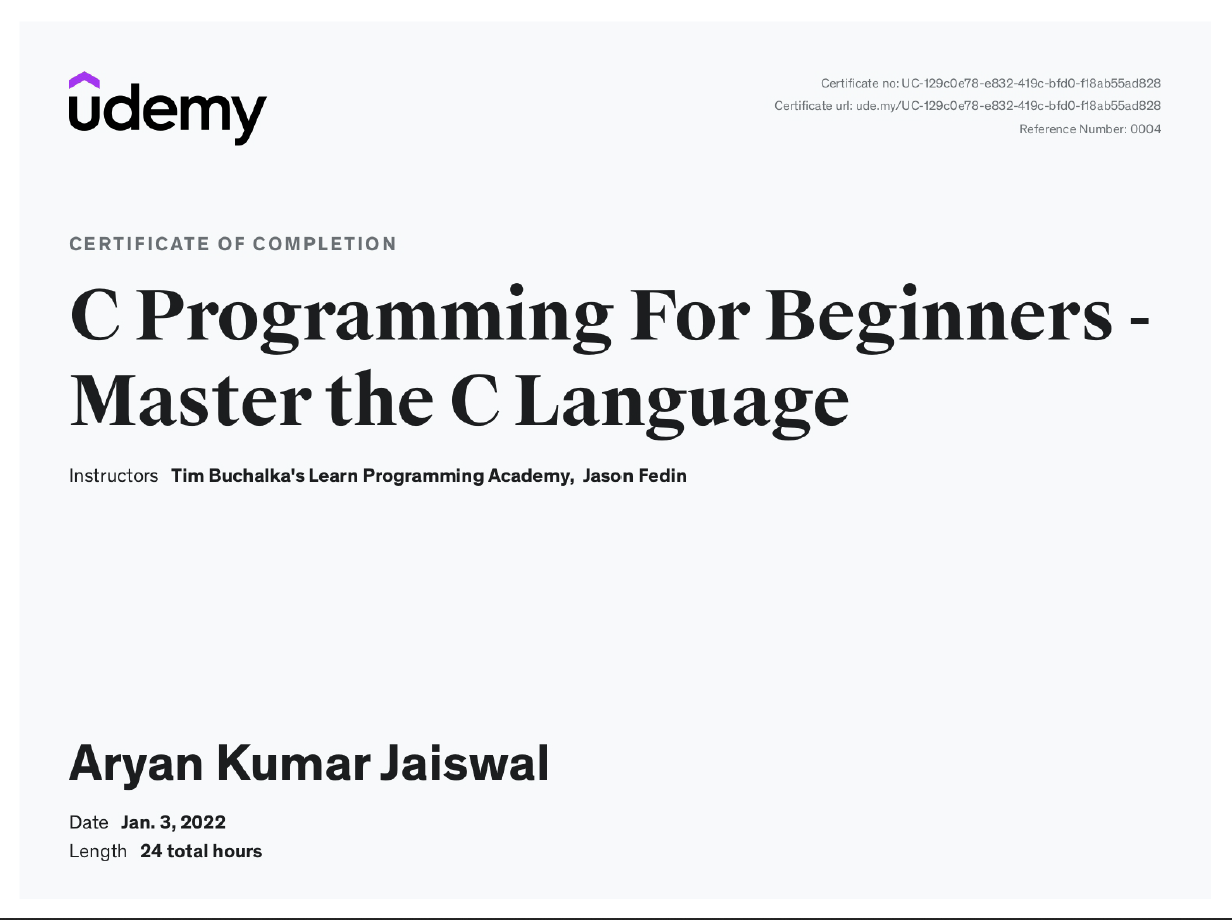 udemy
Certificate no: UC-129c0e78-e832-419c-bfd0-f18ab55ad828
Certificate url: ude.my/UC-129c0e78-e832-419c-bfd0-f18ab55ad828
Reference Number: 0004
CERTIFICATE OF COMPLETION
C Programming For Beginners -
Master the C Language
Instructors Tim Buchalka's Learn Programming Academy, Jason Fedin
Aryan Kumar Jaiswal
Date Jan. 3, 2022
Length 24 total hours